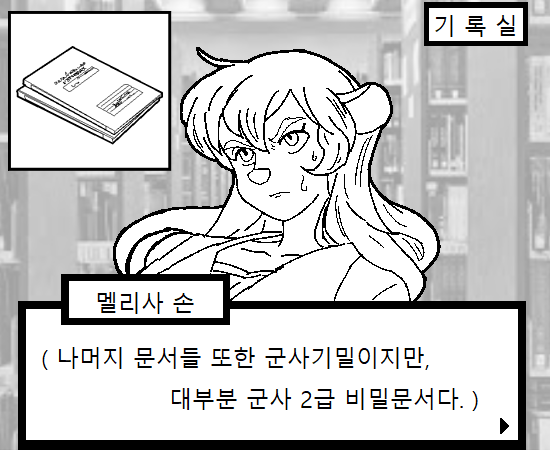 기 록 실
멜리사 손
( 나머지 문서들 또한 군사기밀이지만,
대부분 군사 2급 비밀문서다. )